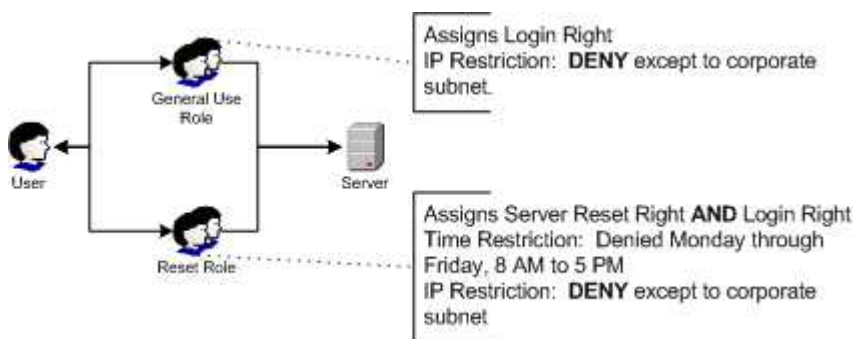 Assigns Login Right
IP Restriction: DENY except to corporate
subnet.
General Use
Role
User
Server
Assigns Server Reset Right AND Login Right
Time Restriction: Denied Monday through
Friday, 8 AM to 5 PM
IP Restriction: DENY except to corporate
subnet
Reset Role